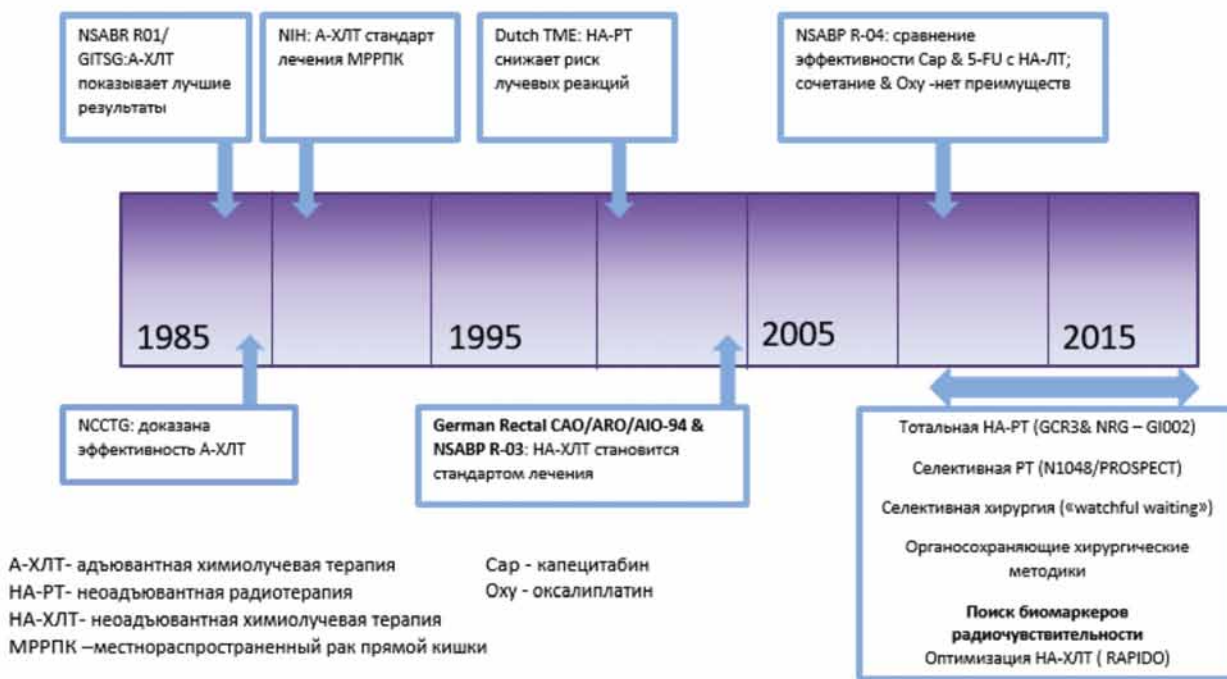 NSABR R01/
GITSG:А-ХЛТ
показывает лучшие
результаты
NIH: А-ХЛТ стандарт
лечения МРРПК
Dutch TME: НА-РТ
снижает риск
лучевых реакций
NSABP R-04: сравнение
эффективности Cap & 5-FU с НА-ЛТ;
сочетание & Oxy -нет преимуществ
1985
1995
2005
2015
NCCTG: доказана
эффективность А-ХЛТ
German Rectal CAO/ARO/AIO-94 &
NSABP R-03: НА-ХЛТ становится
стандартом лечения
Тотальная НА-РТ (GCR3& NRG – GI002)
Селективная РТ (N1048/PROSPECT)
Селективная хирургия («watchful waiting»)
Органосохраняющие хирургические
методики
Поиск биомаркеров
радиочувствительности
Оптимизация НА-ХЛТ ( RAPIDO)
А-ХЛТ- адъювантная химиолучевая терапия
НА-РТ- неоадъювантная радиотерапия
НА-ХЛТ- неоадъювантная химиолучевая терапия
МРРПК –местнораспространенный рак прямой кишки
Cap - капецитабин
Oxy - оксалиплатин